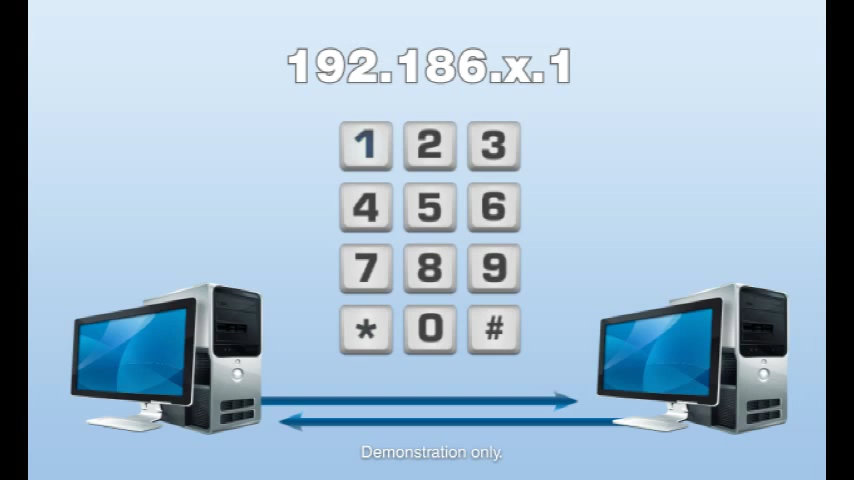 192.186.x.1
1 2 3
4 5 6
7 8 9
* 0 #
Demonstration only.